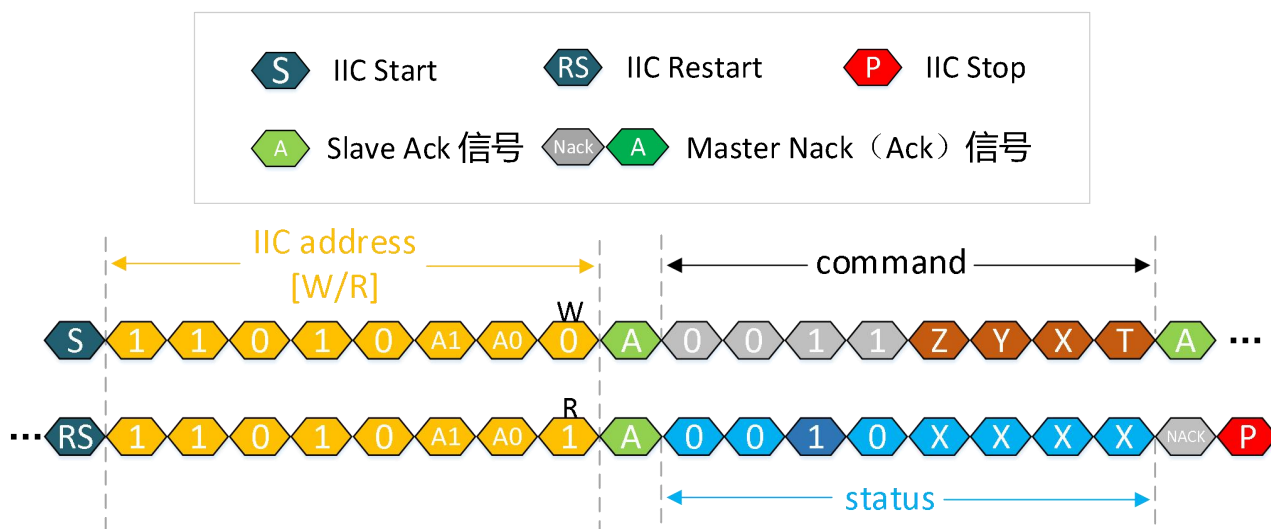 S IIC Start RS IIC Restart P IIC Stop
A Slave Ack 信号 Nack A Master Nack（Ack）信号
IIC address
[W/R]
command
W
S 1 1 0 1 0 A1 A0 0 A 0 0 1 1 Z Y X T A ...
R
... RS 1 1 0 1 0 A1 A0 1 A 0 0 1 0 X X X X NACK P
status